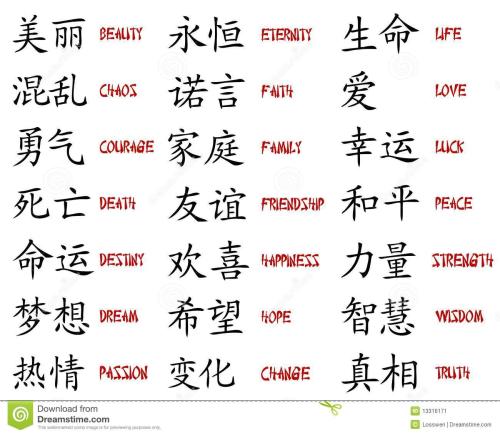 美丽 BEAUTY 永恒 ETERNITY 生命 LIFE
混乱 CHAOS 诺言 FAITH 爱 LOVE
勇气 COURAGE 家庭 FAMILY 幸运 LUCK
死亡 DEATH 友谊 FRIENDSHIP 和平 PEACE
命运 DESTINY 欢喜 HAPPINESS 力量 STRENGTH
梦想 DREAM 希望 HOPE 智慧 WISDOM
热情 PASSION 变化 CHANGE 真相 TRUTH
Download from
Dreamstime.com
This watermarked comp image is for previewing purposes only.
13316171
Losswen | Dreamstime.com